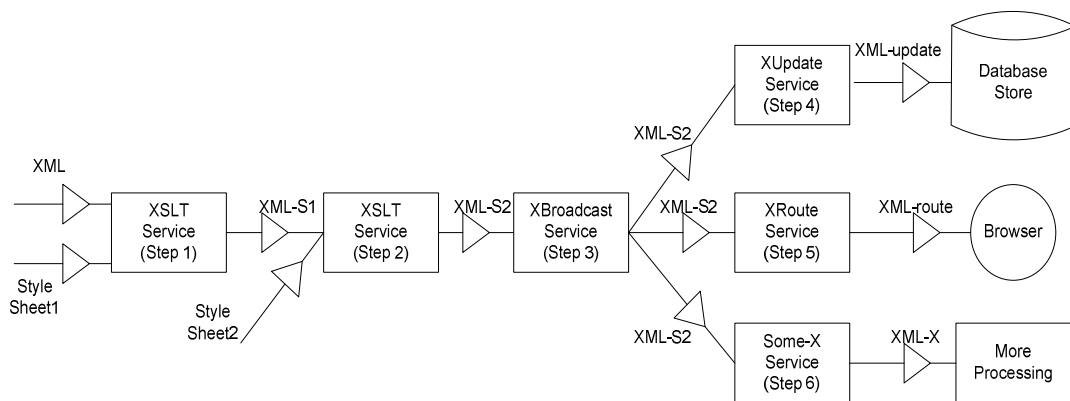 XML
XSLT
Service
(Step 1)
Style
Sheet1
XML-S1
Style
Sheet2
XSLT
Service
(Step 2)
XML-S2
XBroadcast
Service
(Step 3)
XML-S2
XUpdate
Service
(Step 4)
XML-update
Database
Store
XML-S2
XRoute
Service
(Step 5)
XML-route
Browser
XML-S2
Some-X
Service
(Step 6)
XML-X
More
Processing